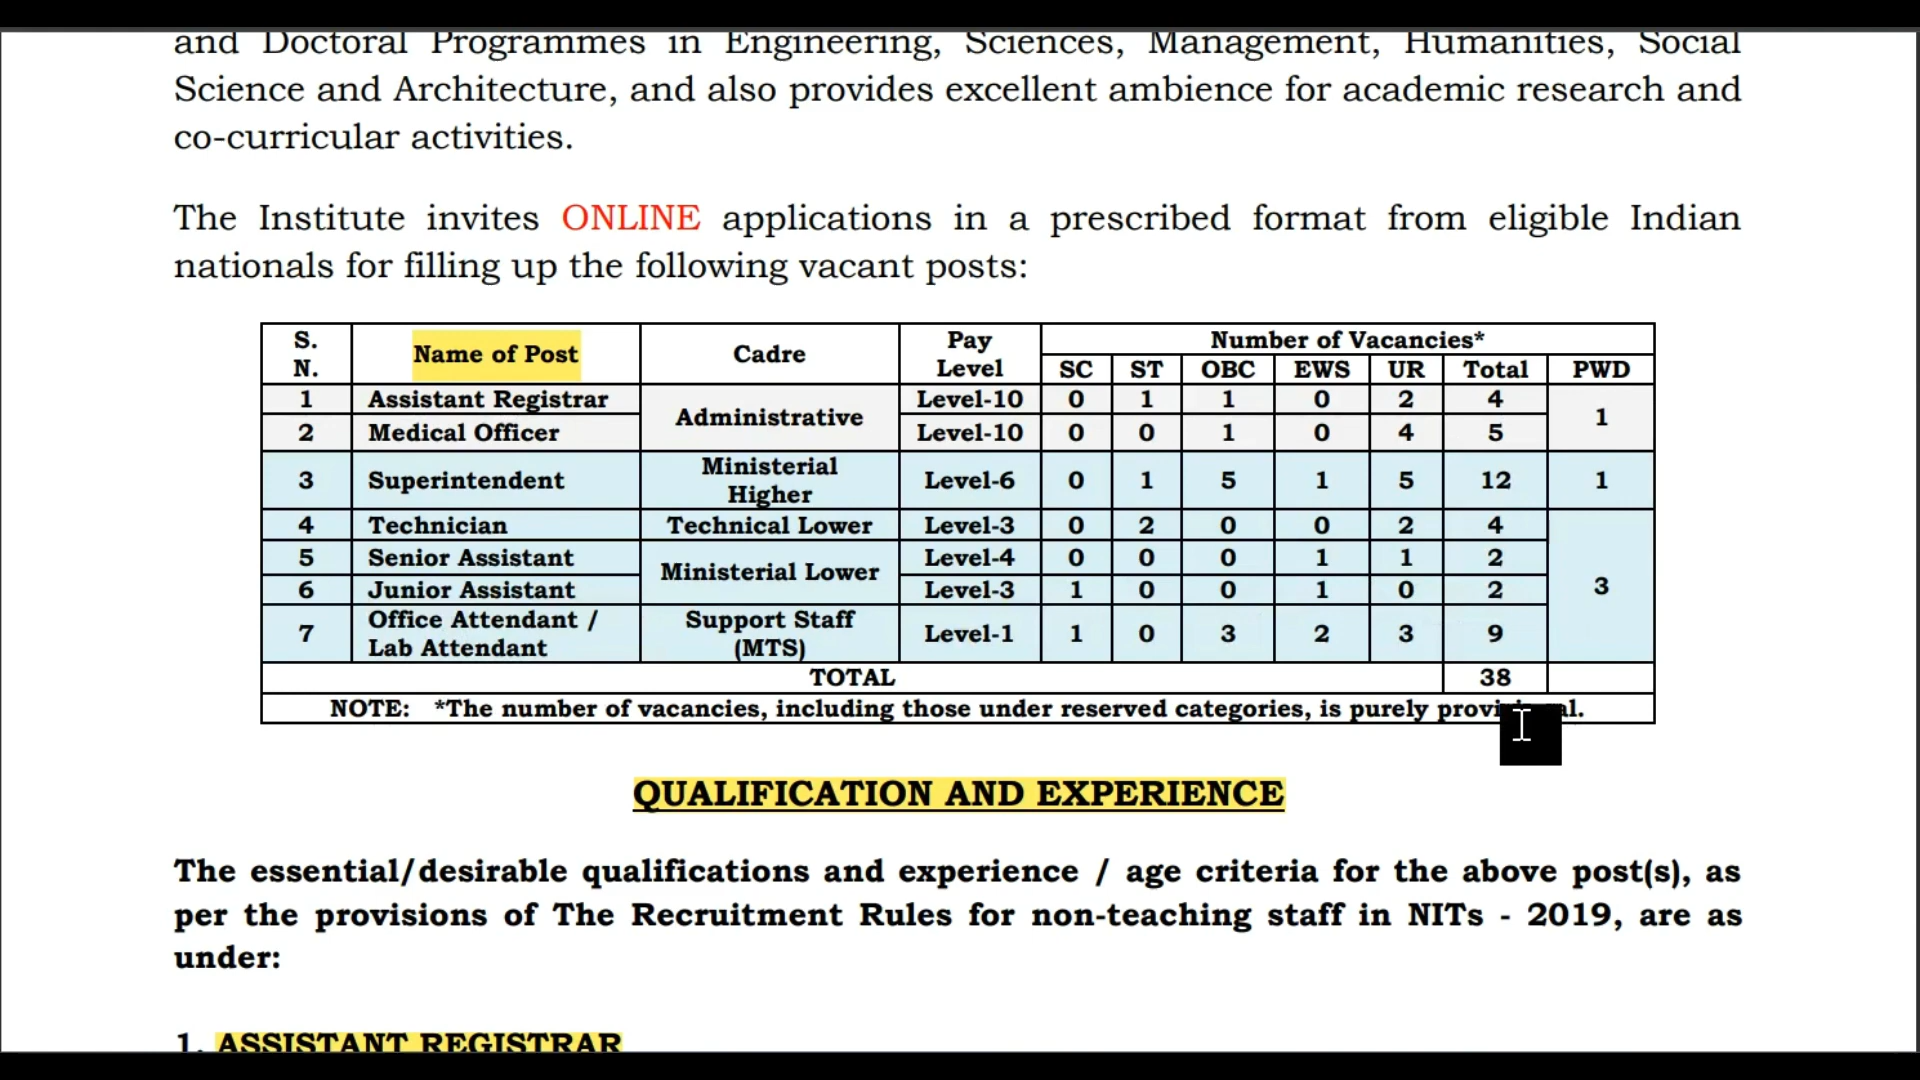 and Doctoral Programmes in Engineering, Sciences, Management, Humanities, Social
Science and Architecture, and also provides excellent ambience for academic research and
co-curricular activities.
The Institute invites ONLINE applications in a prescribed format from eligible Indian
nationals for filling up the following vacant posts:
S. N. Name of Post Cadre Pay Level Number of Vacancies*
SC ST OBC EWS UR Total PWD
1 Assistant Registrar Administrative Level-10 0 1 1 0 2 4 1
2 Medical Officer Level-10 0 0 1 0 4 5
3 Superintendent Ministerial Higher Level-6 0 1 5 1 5 12 1
4 Technician Technical Lower Level-3 0 2 0 0 2 4 3
5 Senior Assistant Ministerial Lower Level-4 0 0 0 1 1 2
6 Junior Assistant Level-3 1 0 0 1 0 2
7 Office Attendant / Lab Attendant Support Staff (MTS) Level-1 1 0 3 2 3 9
TOTAL 38
NOTE: *The number of vacancies, including those under reserved categories, is purely
QUALIFICATION AND EXPERIENCE
The essential/desirable qualifications and experience / age criteria for the above post(s), as
per the provisions of The Recruitment Rules for non-teaching staff in NITs - 2019, are as
under:
1. ASSISTANT REGISTRAR